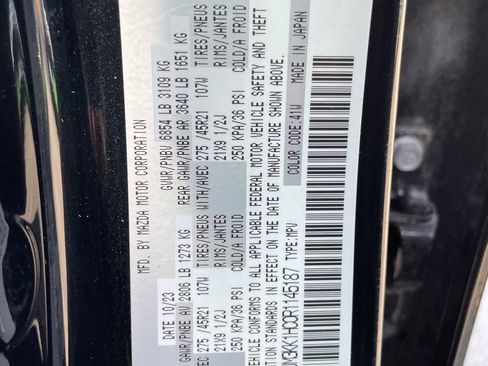 MFD. BY MAZDA MOTOR CORPORATION
DATE 10/23 GVWR/PNBV 6854 LB 3109 KG
GAWR/PNBE AV 2806 LB 1273 KG REAR GAWR/PNBE AR 3640 LB 1651 KG
TIRES/PNEUS WITH/AVEC 275 /45R21 107W TIRES/PNEUS
EC 275 /45R21 107W
21X9 1/2J RIMS/JANTES 21X9 1/2J RIMS/JANTES
250 KPA/36 PSI COLD/A FROID 250 KPA/36 PSI COLD/A FROID
CLE CONFORMS TO ALL APPLICABLE FEDERAL MOTOR VEHICLE SAFETY AND THEFT
STANDARDS IN EFFECT ON THE DATE OF MANUFACTURE SHOWN ABOVE.
JM3KK1HC0R1145187 TYPE:MPV COLOR CODE:41W MADE IN JAPAN